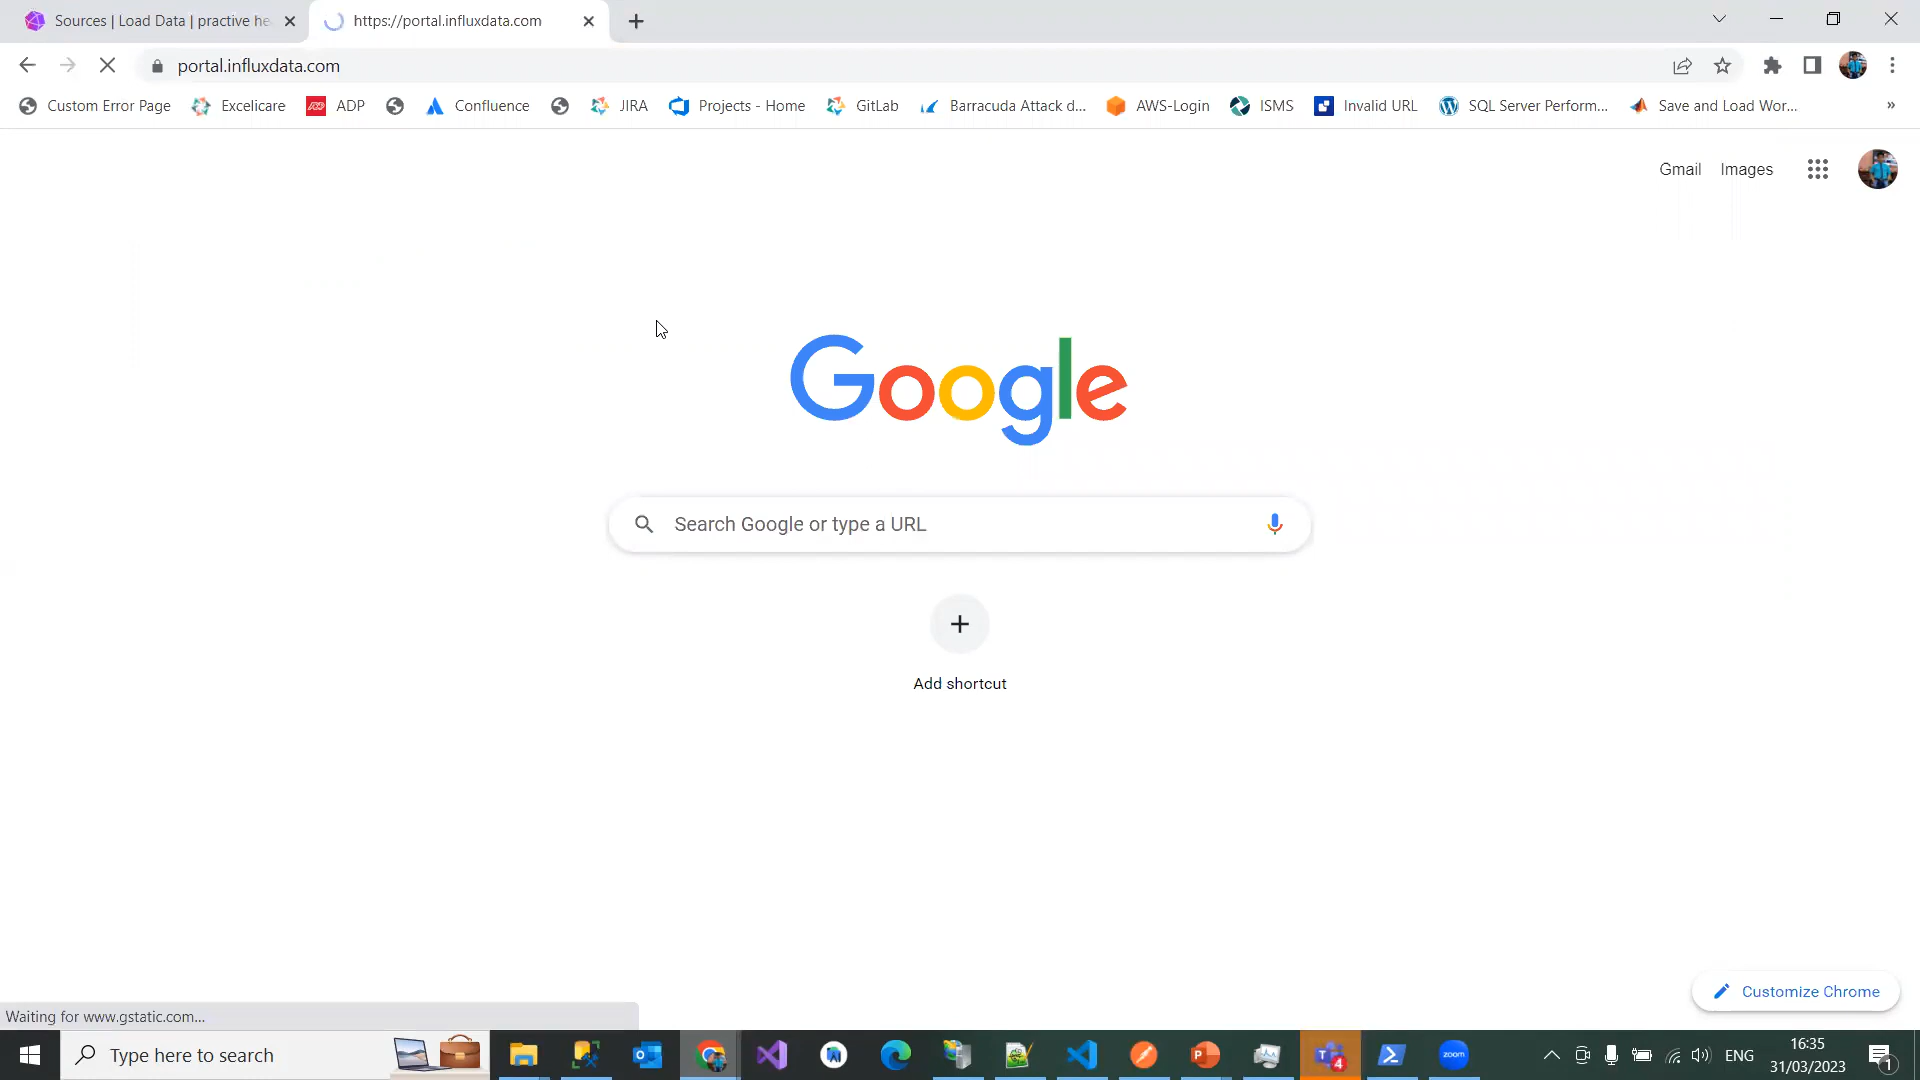 Sources | Load Data | practive he
https://portal.influxdata.com
portal.influxdata.com
Custom Error Page
Excelicare
ADP
Confluence
JIRA
Projects - Home
GitLab
Barracuda Attack d...
AWS-Login
ISMS
Invalid URL
SQL Server Perform...
Save and Load Wor...
»
Gmail
Images
Google
Search Google or type a URL
Add shortcut
Customize Chrome
Waiting for www.gstatic.com...
Type here to search
4
zoom
ENG
16:35
31/03/2023
1